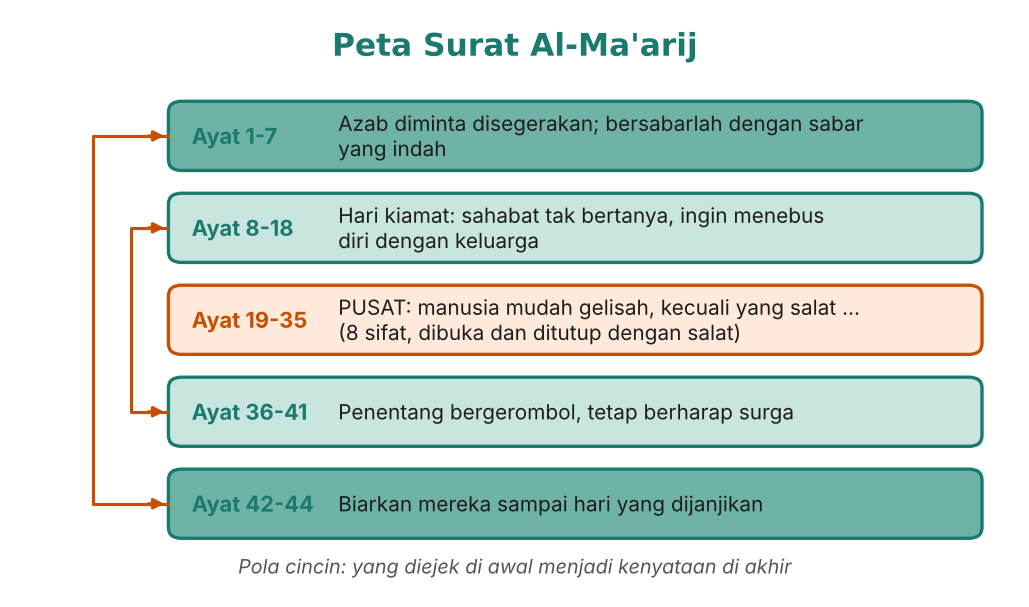 Peta Surat Al-Ma'arij
Ayat 1-7
Azab diminta disegerakan; bersabarlah dengan sabar
yang indah
Ayat 8-18
Hari kiamat: sahabat tak bertanya, ingin menebus
diri dengan keluarga
Ayat 19-35
PUSAT: manusia mudah gelisah, kecuali yang salat ...
(8 sifat, dibuka dan ditutup dengan salat)
Ayat 36-41
Penentang bergerombol, tetap berharap surga
Ayat 42-44
Biarkan mereka sampai hari yang dijanjikan
Pola cincin: yang diejek di awal menjadi kenyataan di akhir